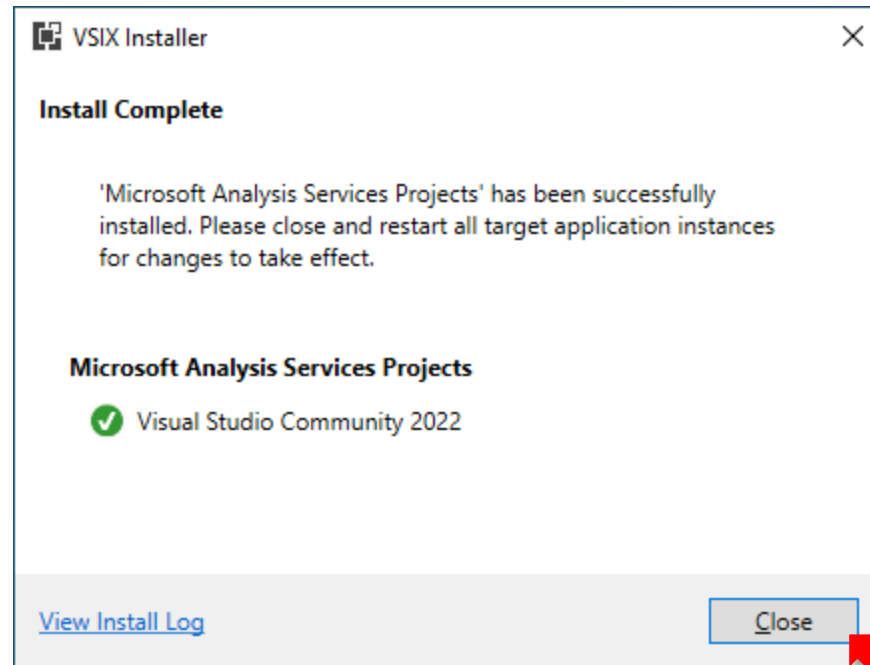 VSIX Installer
Install Complete
'Microsoft Analysis Services Projects' has been successfully
installed. Please close and restart all target application instances
for changes to take effect.
Microsoft Analysis Services Projects
Visual Studio Community 2022
View Install Log
Close